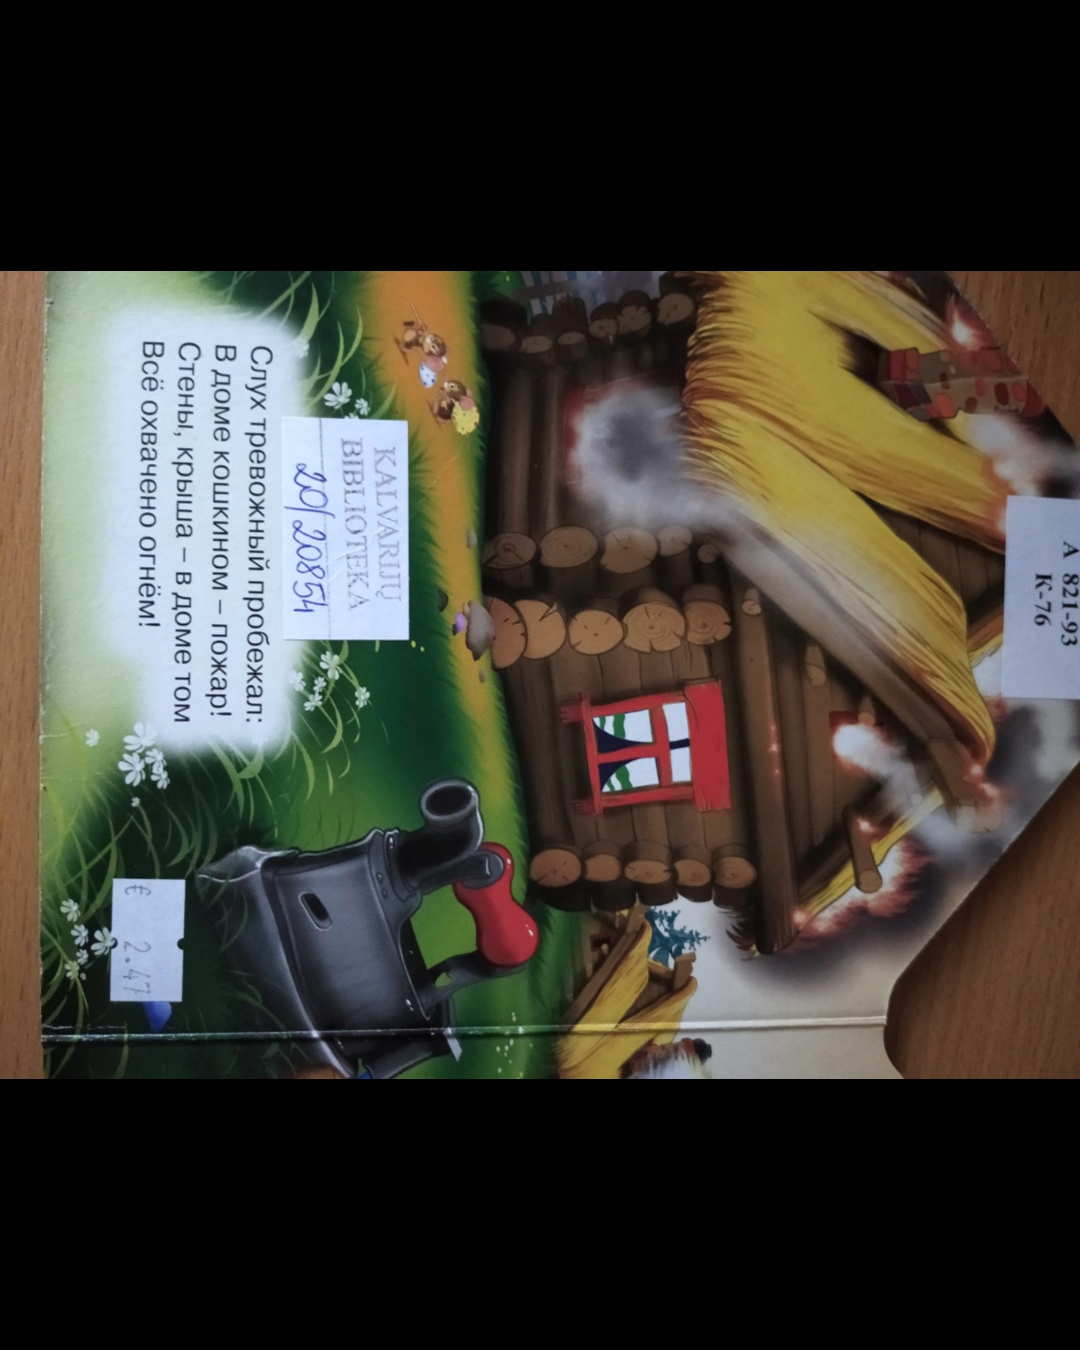 А 821-93
К-76
KALVARIJŲ
BIBLIOTEKA
20/20854
Слух тревожный пробежал:
В доме кошкином – пожар!
Стены, крыша – в доме том
Всё охвачено огнём!
€ 2.47